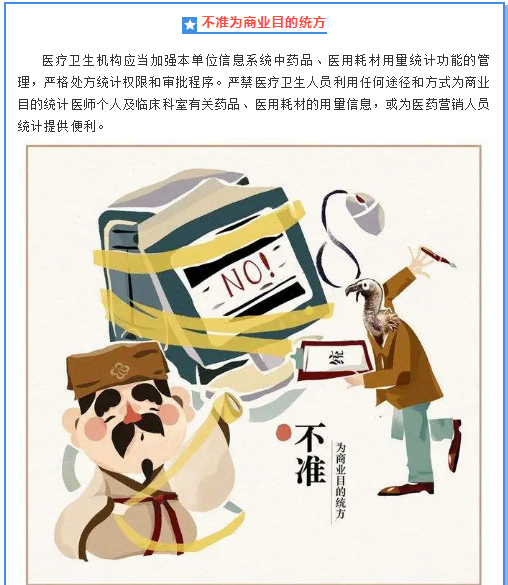 不准为商业目的统方
医疗卫生机构应当加强本单位信息系统中药品、医用耗材用量统计功能的管
理，严格处方统计权限和审批程序。严禁医疗卫生人员利用任何途径和方式为商业
目的统计医师个人及临床科室有关药品、医用耗材的用量信息，或为医药营销人员
统计提供便利。
NO!
统
不准
为商业目的统方